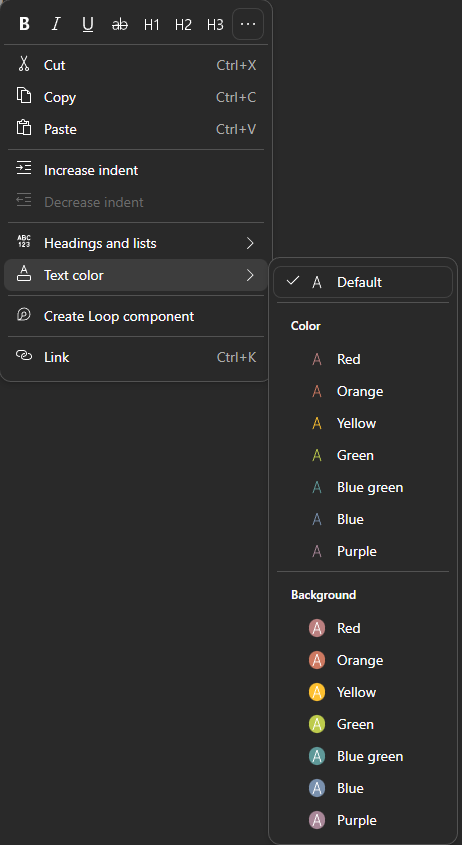 B I U ab H1 H2 H3 ...
Cut Ctrl+X
Copy Ctrl+C
Paste Ctrl+V
Increase indent
Decrease indent
ABC 123 Headings and lists
A Text color
Create Loop component
Link Ctrl+K
A Default
Color
A Red
A Orange
A Yellow
A Green
A Blue green
A Blue
A Purple
Background
A Red
A Orange
A Yellow
A Green
A Blue green
A Blue
A Purple